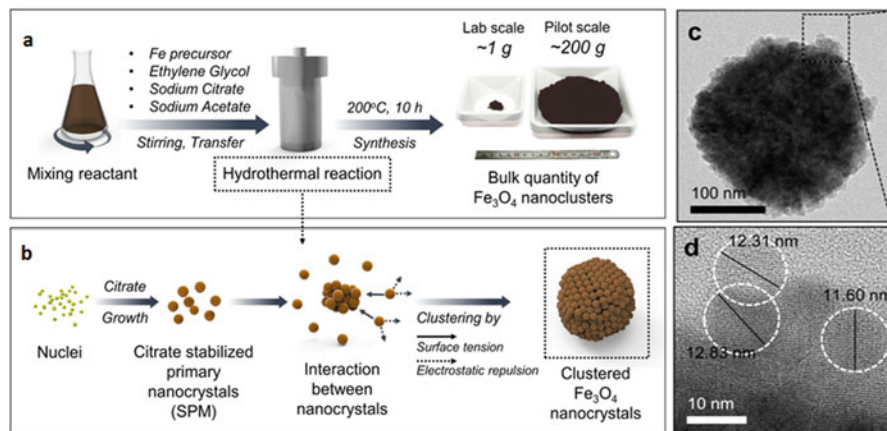 a
• Fe precursor
• Ethylene Glycol
• Sodium Citrate
• Sodium Acetate
Stirring, Transfer
Mixing reactant
Hydrothermal reaction
200°C, 10 h
Synthesis
Lab scale
~1 g
Pilot scale
~200 g
Bulk quantity of
Fe₃O₄ nanoclusters
b
Nuclei
Citrate
Growth
Citrate stabilized
primary
nanocrystals
(SPM)
Interaction
between
nanocrystals
Clustering by
Surface tension
Electrostatic repulsion
Clustered
Fe₃O₄
nanocrystals
c
100 nm
d
12.31 nm
11.60 nm
12.83 nm
10 nm